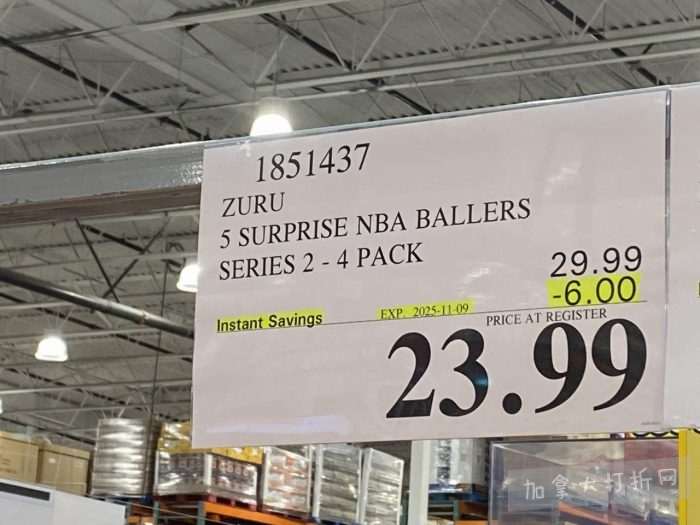 1851437
ZURU
5 SURPRISE NBA BALLERS
SERIES 2 - 4 PACK
29.99
-6.00
Instant Savings
EXP. 2025-11-09
PRICE AT REGISTER
23.99
加拿大打折网